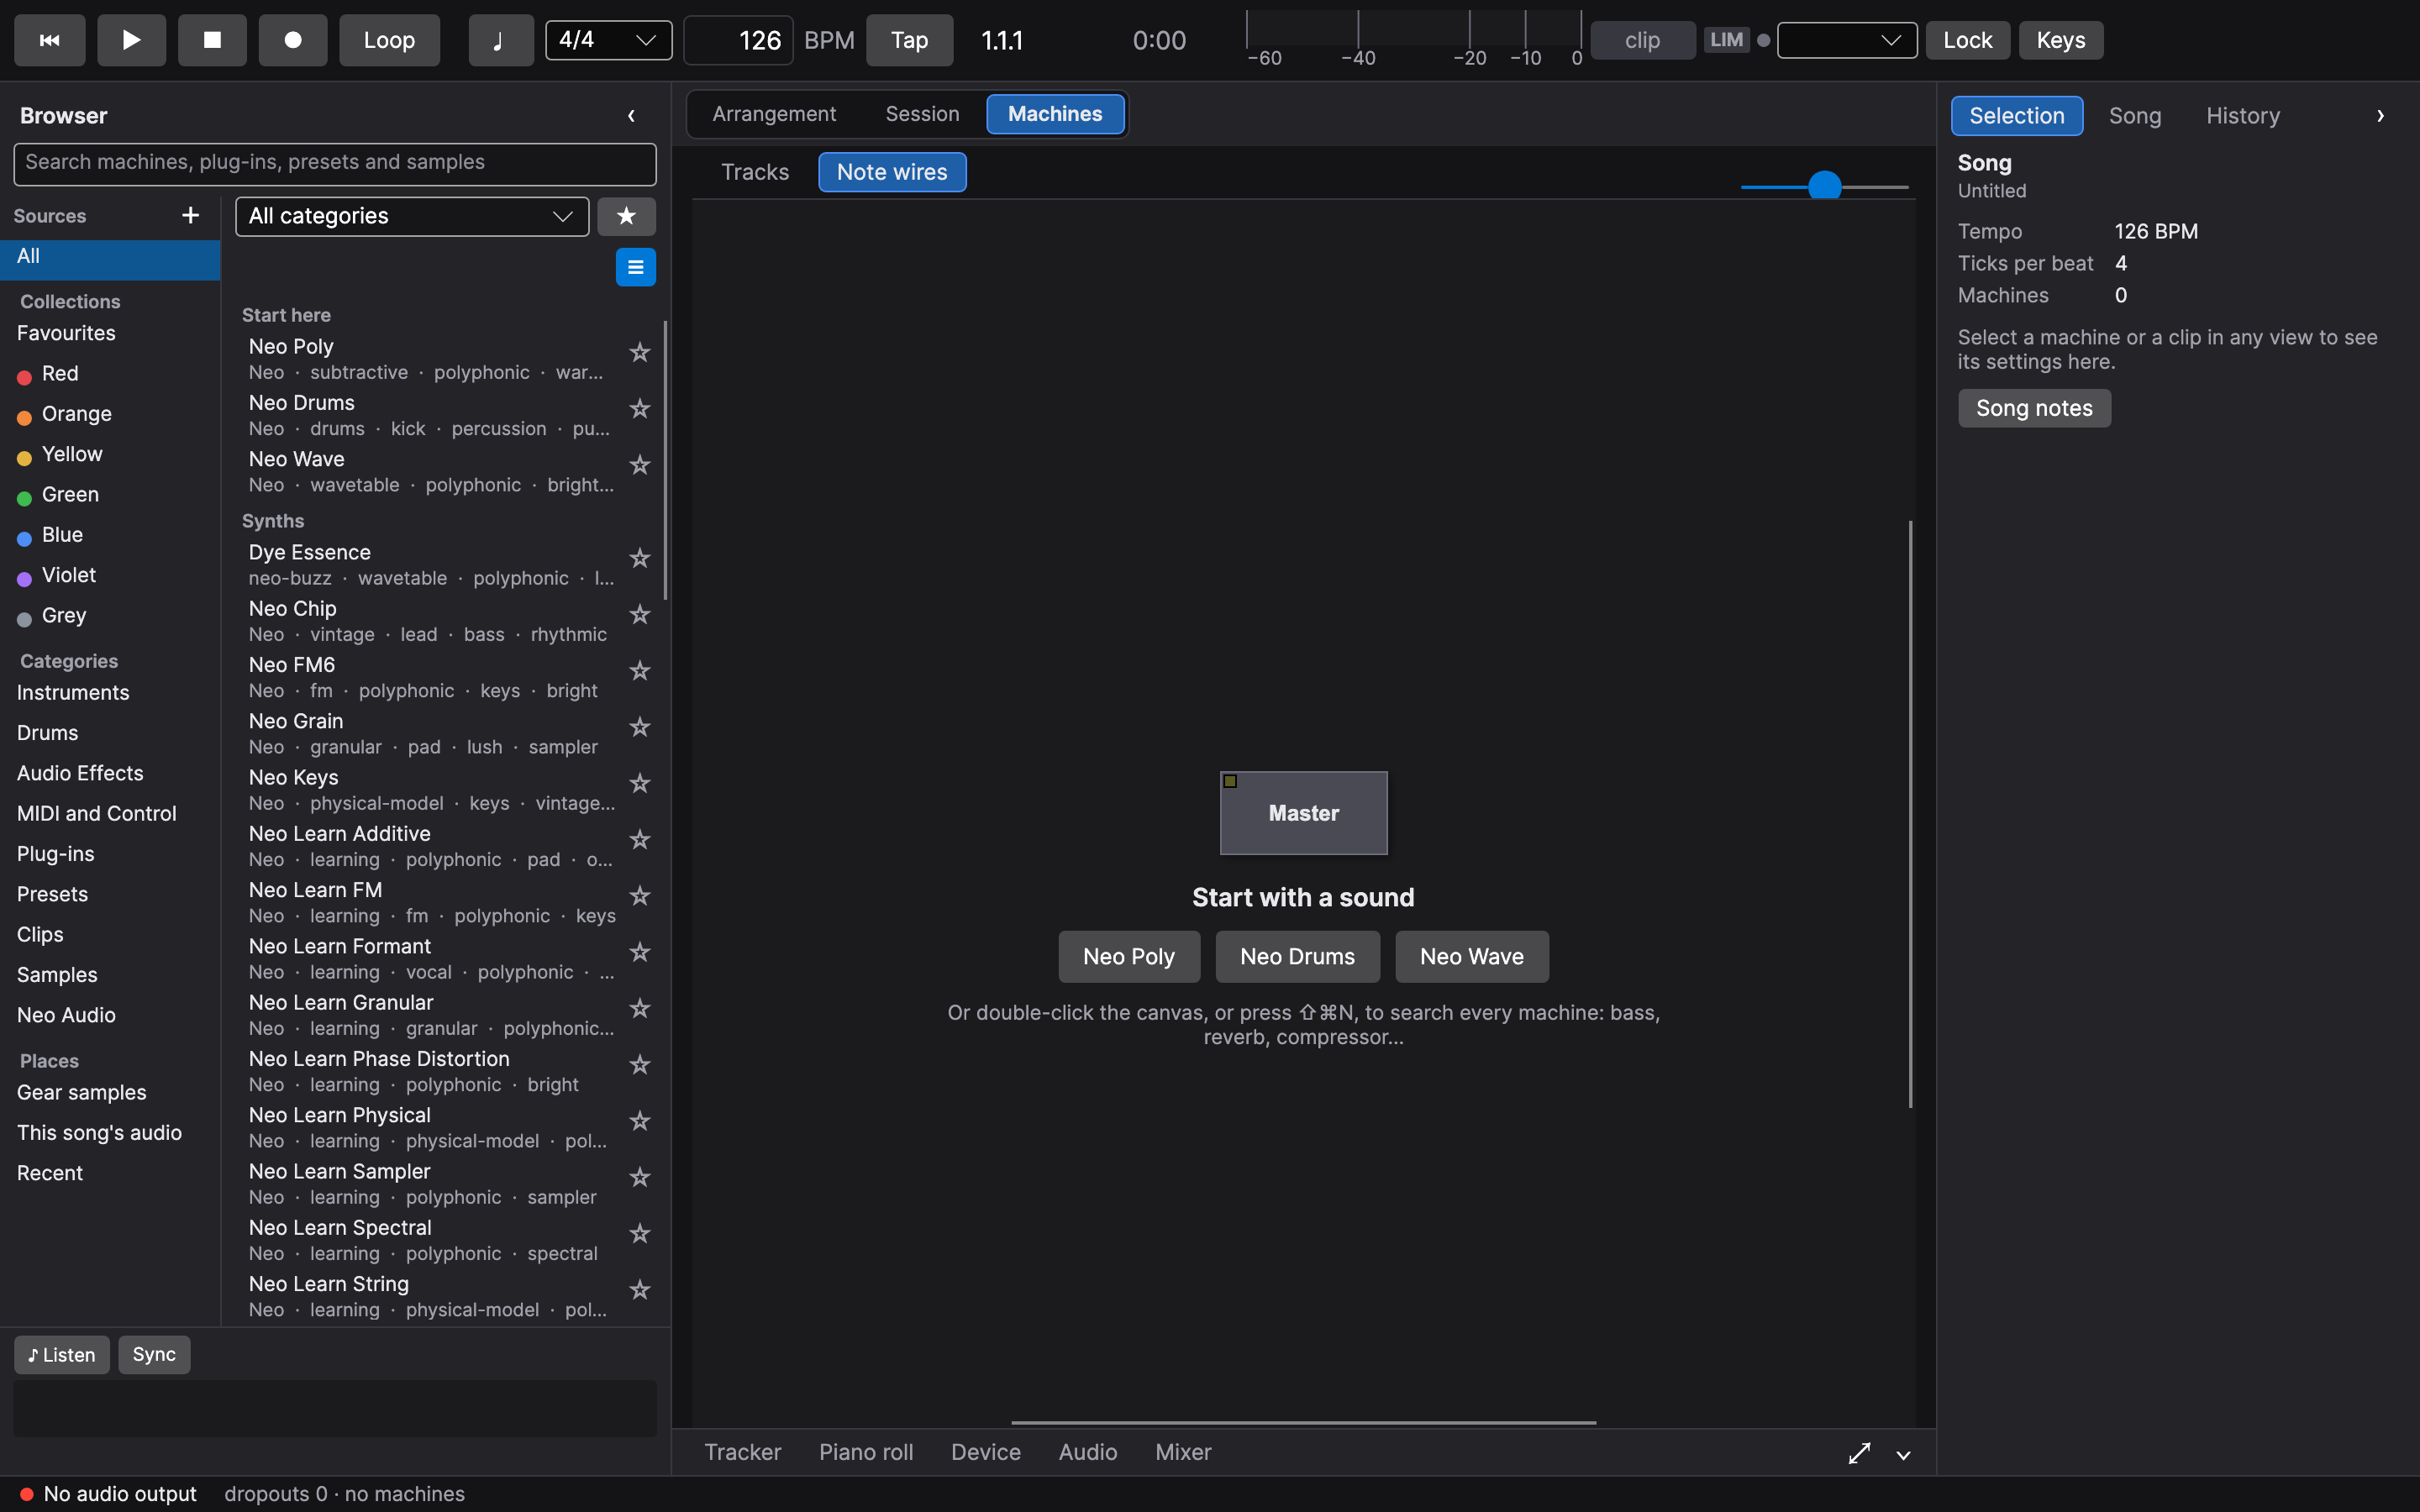 Loop
4/4
126 BPM
Tap
1.1.1
0:00
-60 -40 -20 -10 0
clip
LIM
Lock
Keys
Browser
Search machines, plug-ins, presets and samples
Sources +
All
Collections
Favourites
Red
Orange
Yellow
Green
Blue
Violet
Grey
Categories
Instruments
Drums
Audio Effects
MIDI and Control
Plug-ins
Presets
Clips
Samples
Neo Audio
Places
Gear samples
This song's audio
Recent
All categories
Start here
Neo Poly
Neo · subtractive · polyphonic · war...
Neo Drums
Neo · drums · kick · percussion · pu...
Neo Wave
Neo · wavetable · polyphonic · bright...
Synths
Dye Essence
neo-buzz · wavetable · polyphonic · l...
Neo Chip
Neo · vintage · lead · bass · rhythmic
Neo FM6
Neo · fm · polyphonic · keys · bright
Neo Grain
Neo · granular · pad · lush · sampler
Neo Keys
Neo · physical-model · keys · vintage...
Neo Learn Additive
Neo · learning · polyphonic · pad · o...
Neo Learn FM
Neo · learning · fm · polyphonic · keys
Neo Learn Formant
Neo · learning · vocal · polyphonic · ...
Neo Learn Granular
Neo · learning · granular · polyphonic...
Neo Learn Phase Distortion
Neo · learning · polyphonic · bright
Neo Learn Physical
Neo · learning · physical-model · pol...
Neo Learn Sampler
Neo · learning · polyphonic · sampler
Neo Learn Spectral
Neo · learning · polyphonic · spectral
Neo Learn String
Neo · learning · physical-model · pol...
♪ Listen
Sync
Arrangement
Session
Machines
Tracks
Note wires
Master
Start with a sound
Neo Poly
Neo Drums
Neo Wave
Or double-click the canvas, or press ⇧⌘N, to search every machine: bass,
reverb, compressor...
Tracker
Piano roll
Device
Audio
Mixer
Selection
Song
History
Song
Untitled
Tempo 126 BPM
Ticks per beat 4
Machines 0
Select a machine or a clip in any view to see
its settings here.
Song notes
No audio output
dropouts 0 · no machines